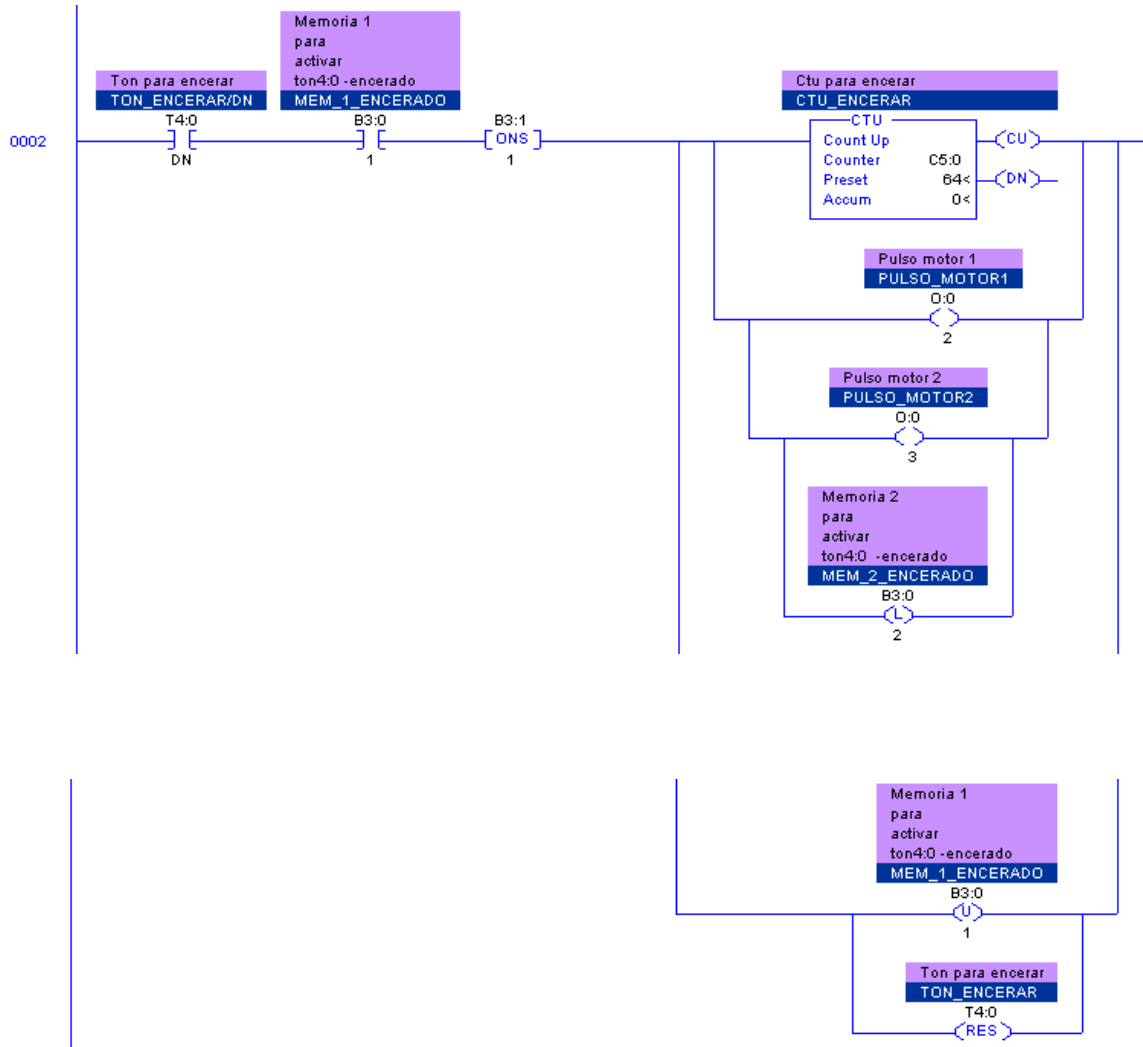 Memoria 1
para
activar
ton4:0 -encerado
MEM_1_ENCERADO
Ton para encerar
TON_ENCERAR/DN
Ctu para encerar
CTU_ENCERAR
0002
T4:0
DN
B3:0
1
B3:1
ONS
1
CTU
Count Up
Counter C5:0
Preset 64<
Accum 0<
CU
DN
Pulso motor 1
PULSO_MOTOR1
O:0
2
Pulso motor 2
PULSO_MOTOR2
O:0
3
Memoria 2
para
activar
ton4:0 -encerado
MEM_2_ENCERADO
B3:0
L
2
Memoria 1
para
activar
ton4:0 -encerado
MEM_1_ENCERADO
B3:0
U
1
Ton para encerar
TON_ENCERAR
T4:0
RES